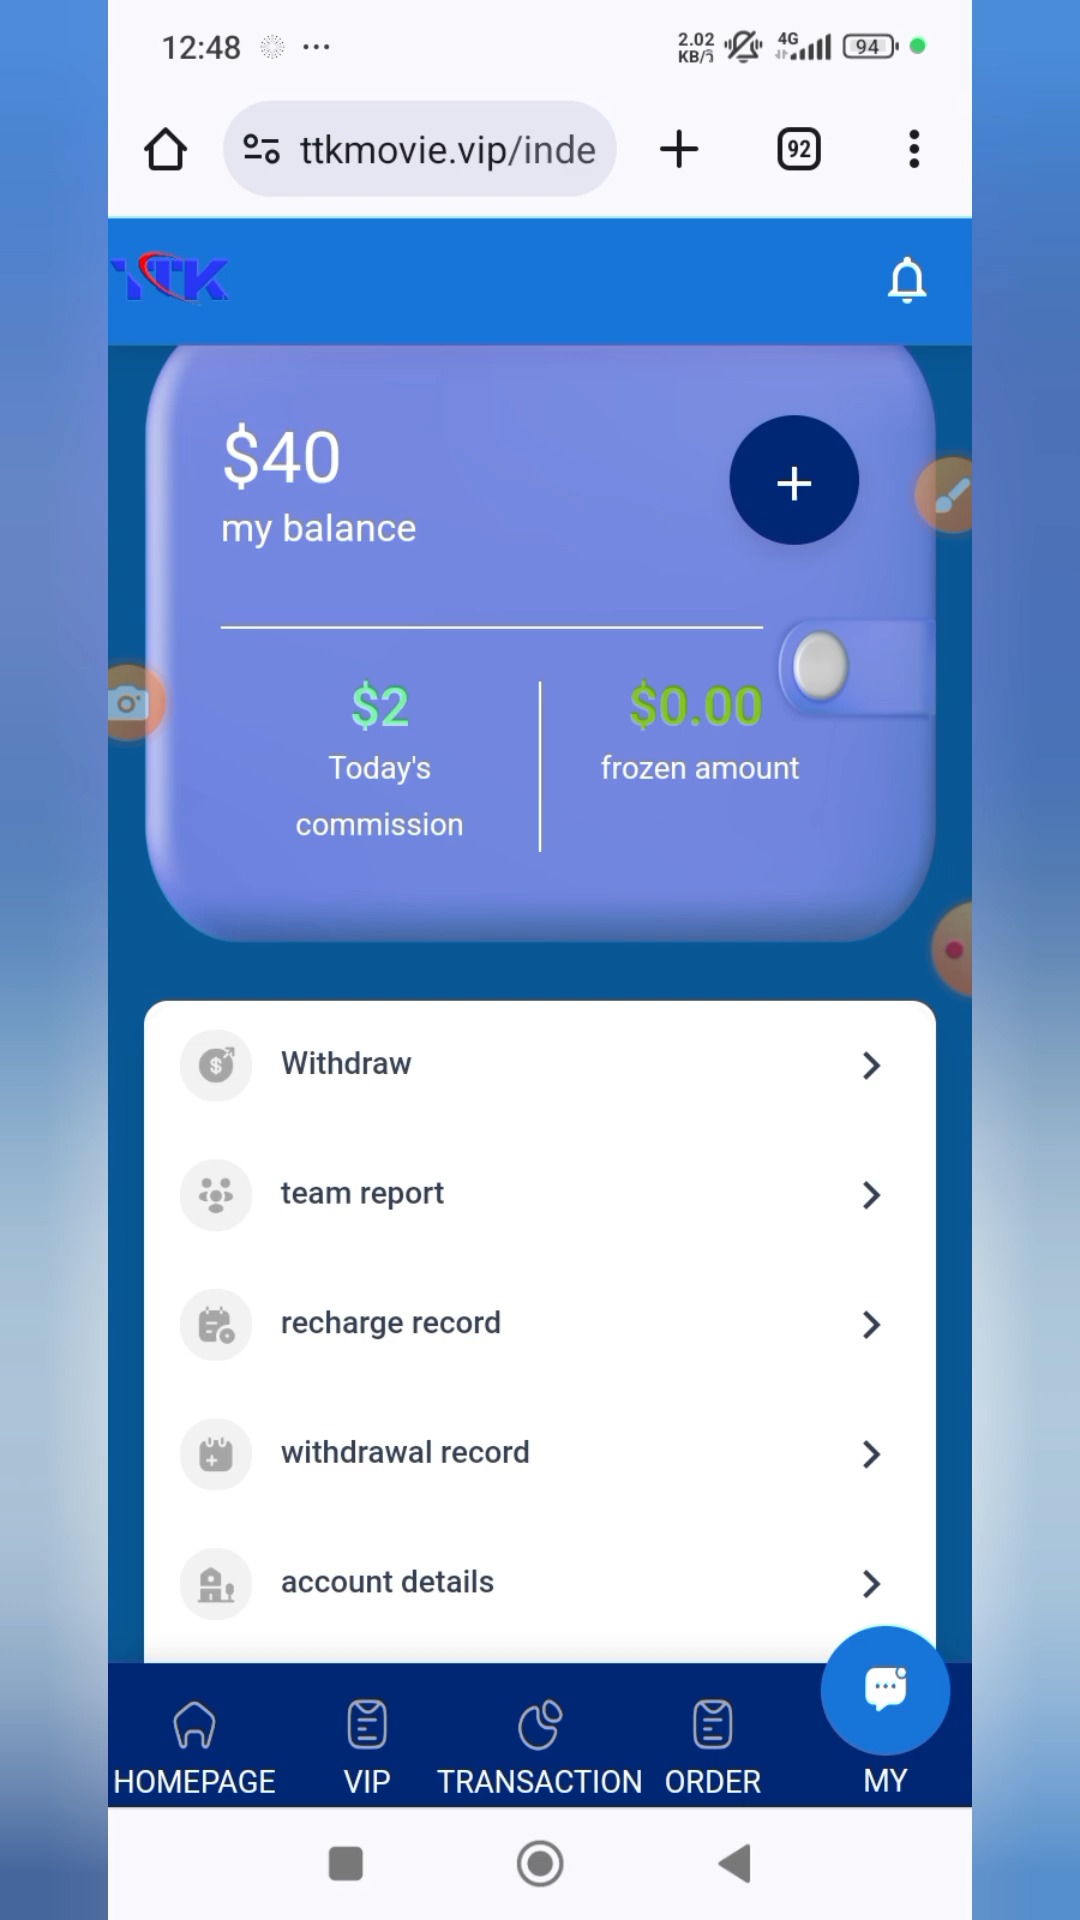 12:48 ... 2.02 KB/s 4G 94
ttkmovie.vip/inde 92
TTK
$40
my balance
$2
Today's
commission
$0.00
frozen amount
Withdraw
team report
recharge record
withdrawal record
account details
HOMEPAGE VIP TRANSACTION ORDER MY